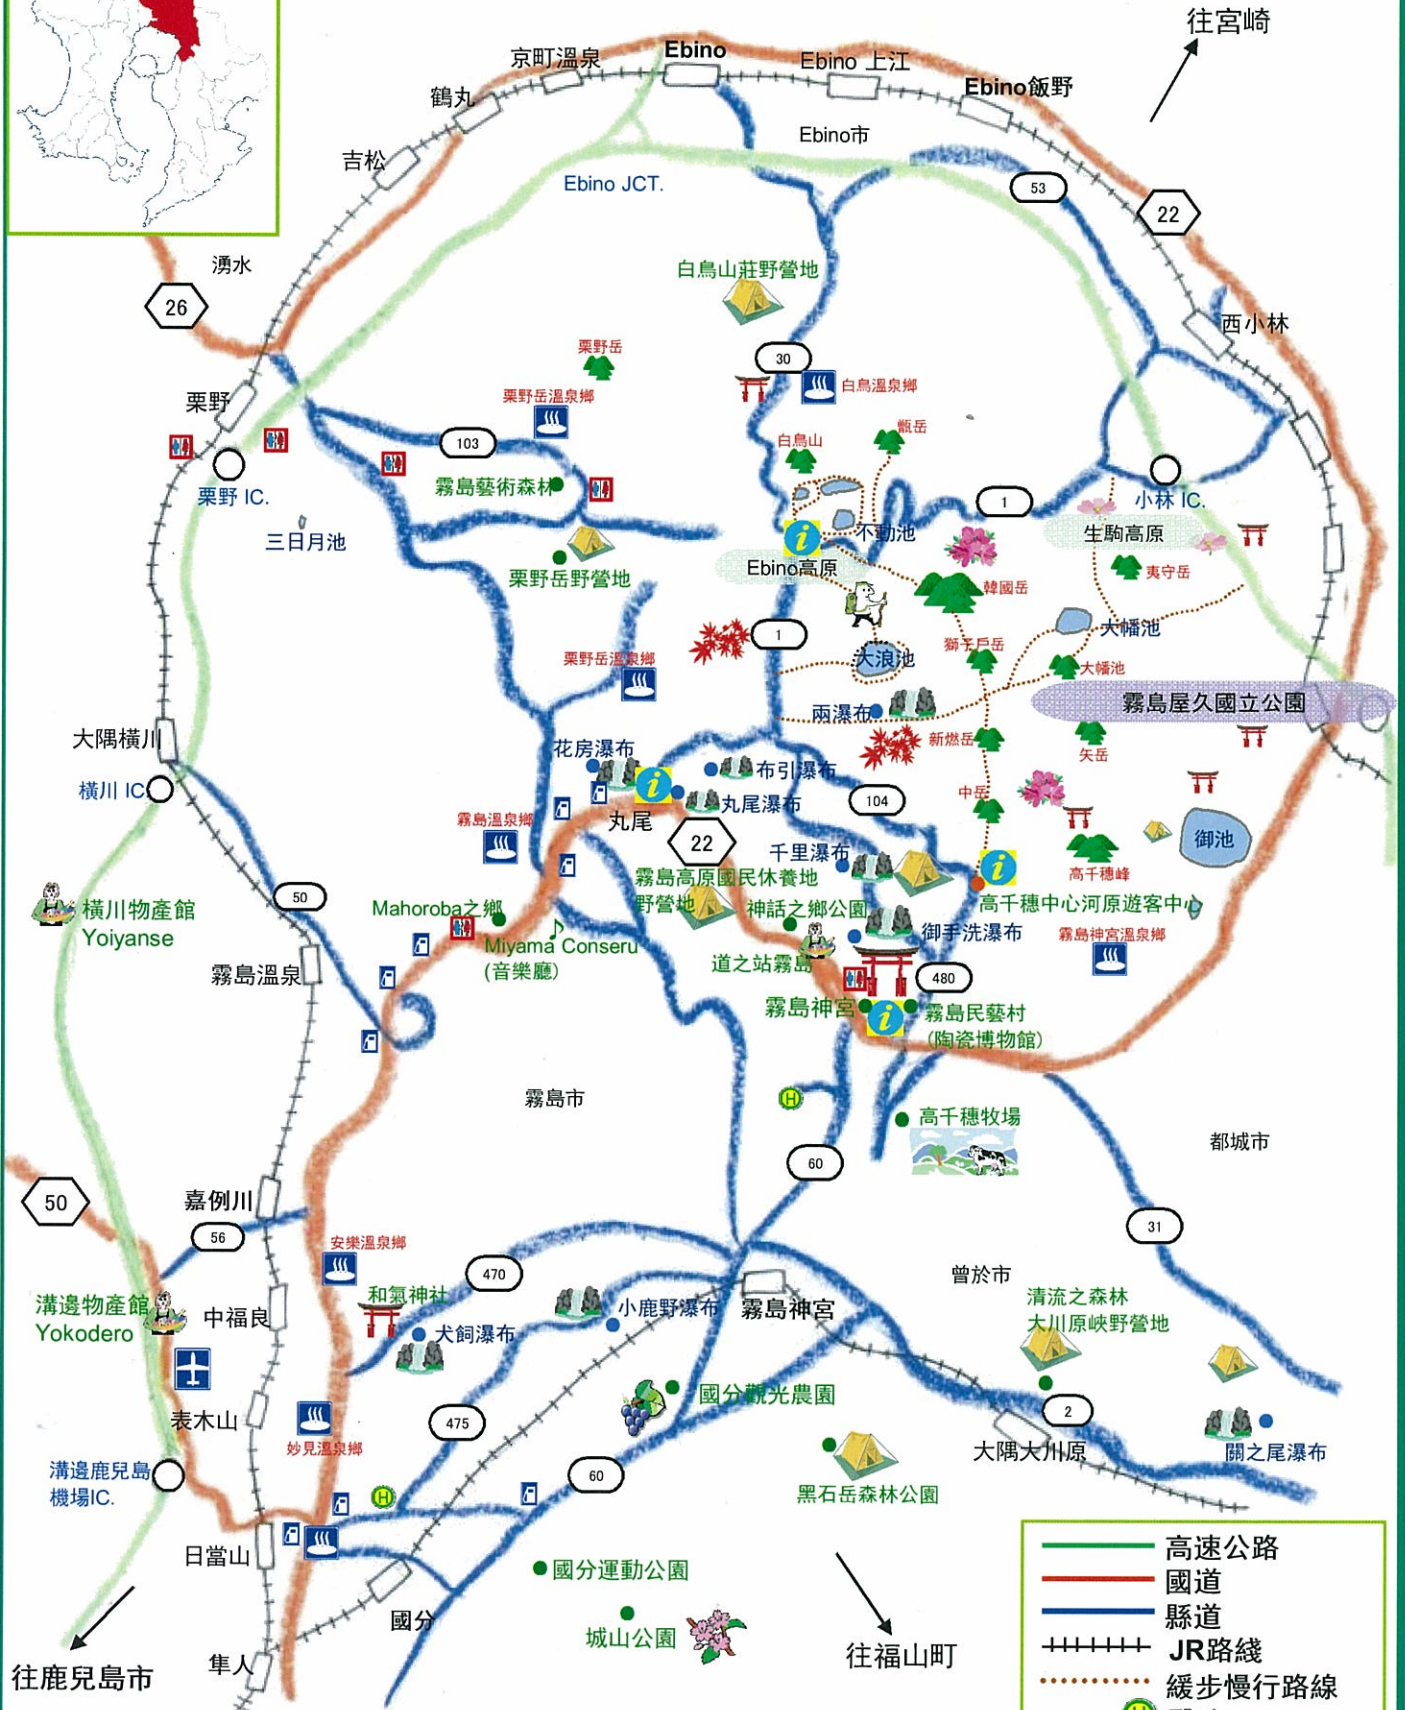 往宮崎
京町溫泉
Ebino
Ebino 上江
Ebino飯野
鶴丸
Ebino市
吉松
Ebino JCT.
53
22
湧水
白鳥山莊野營地
26
西小林
栗野岳
30
栗野岳溫泉鄉
白鳥溫泉鄉
栗野
103
白鳥山
甑岳
霧島藝術森林
栗野 IC.
1
小林 IC.
三日月池
不動池
生駒高原
栗野岳野營地
Ebino高原
夷守岳
韓國岳
1
大幡池
栗野岳溫泉鄉
大浪池
獅子戶岳
大幡池
霧島屋久國立公園
兩瀑布
大隅橫川
花房瀑布
新燃岳
矢岳
布引瀑布
橫川 IC
中岳
丸尾瀑布
104
霧島溫泉鄉
丸尾
22
御池
千里瀑布
高千穗峰
霧島高原國民休養地
野營地
50
橫川物產館
Yoiyanse
Mahoroba之鄉
神話之鄉公園
高千穗中心河原遊客中心
Miyama Conseru
(音樂廳)
御手洗瀑布
霧島神宮溫泉鄉
霧島溫泉
道之站霧島
480
霧島神宮
霧島民藝村
(陶瓷博物館)
霧島市
H
高千穗牧場
都城市
60
嘉例川
50
56
31
安樂溫泉鄉
470
曾於市
溝邊物產館
Yokodero
和氣神社
小鹿野瀑布
霧島神宮
清流之森林
大川原峽野營地
中福良
犬飼瀑布
國分觀光農園
表木山
475
2
妙見溫泉鄉
大隅大川原
關之尾瀑布
溝邊鹿兒島
機場IC.
60
黑石岳森林公園
H
日當山
國分運動公園
國分
城山公園
往福山町
隼人
往鹿兒島市
高速公路
國道
縣道
JR路綫
緩步慢行路線
H